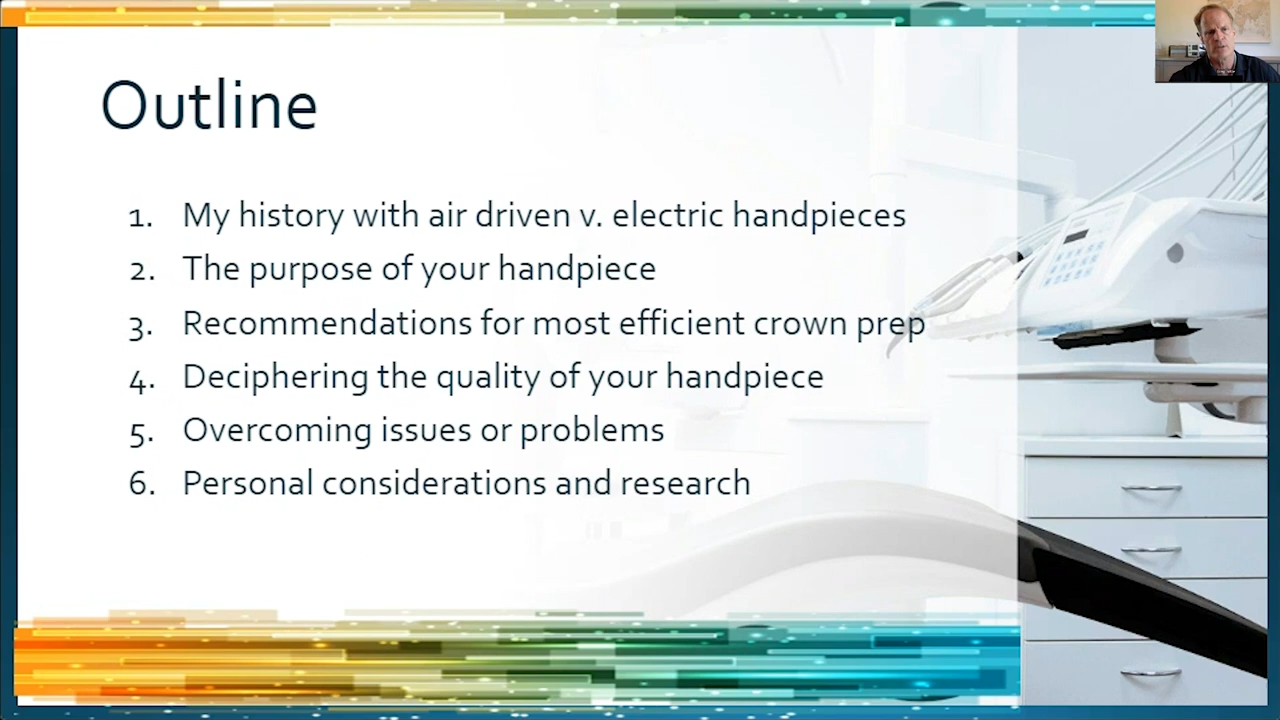 Outline
1. My history with air driven v. electric handpieces
2. The purpose of your handpiece
3. Recommendations for most efficient crown prep
4. Deciphering the quality of your handpiece
5. Overcoming issues or problems
6. Personal considerations and research